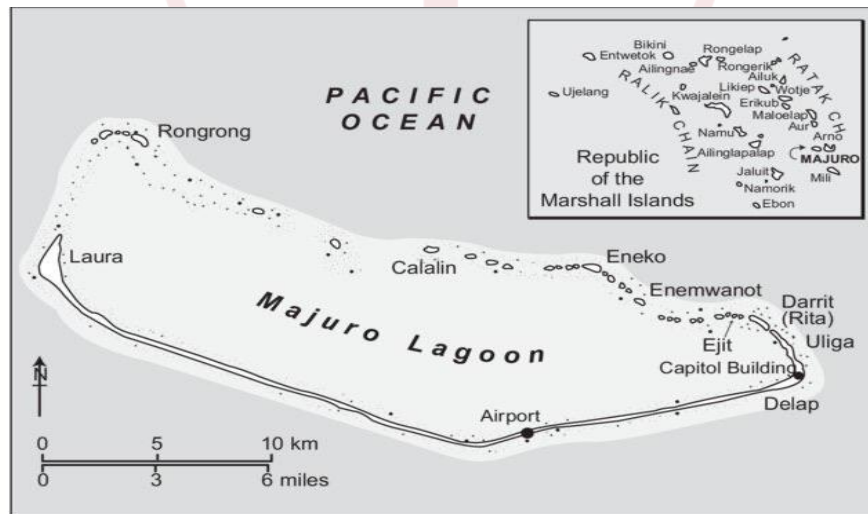 PACIFIC
OCEAN
Rongrong
Laura
Calalin
Eneko
Enemwanot
Darrit
(Rita)
Uliga
Ejit
Capitol Building
Delap
Airport
Majuro Lagoon
N
0 5 10 km
0 3 6 miles
Bikini
Entwetok
Rongelap
Ailingnae
Rongerik
Ailuk
Ujelang
Likiep
Wotje
Kwajalein
Erikub
Maloelap
Aur
Namu
Arno
Ailinglapalap
MAJURO
Jaluit
Mili
Namorik
Ebon
RALIK CHAIN
RATAK CH
Republic
of the
Marshall Islands